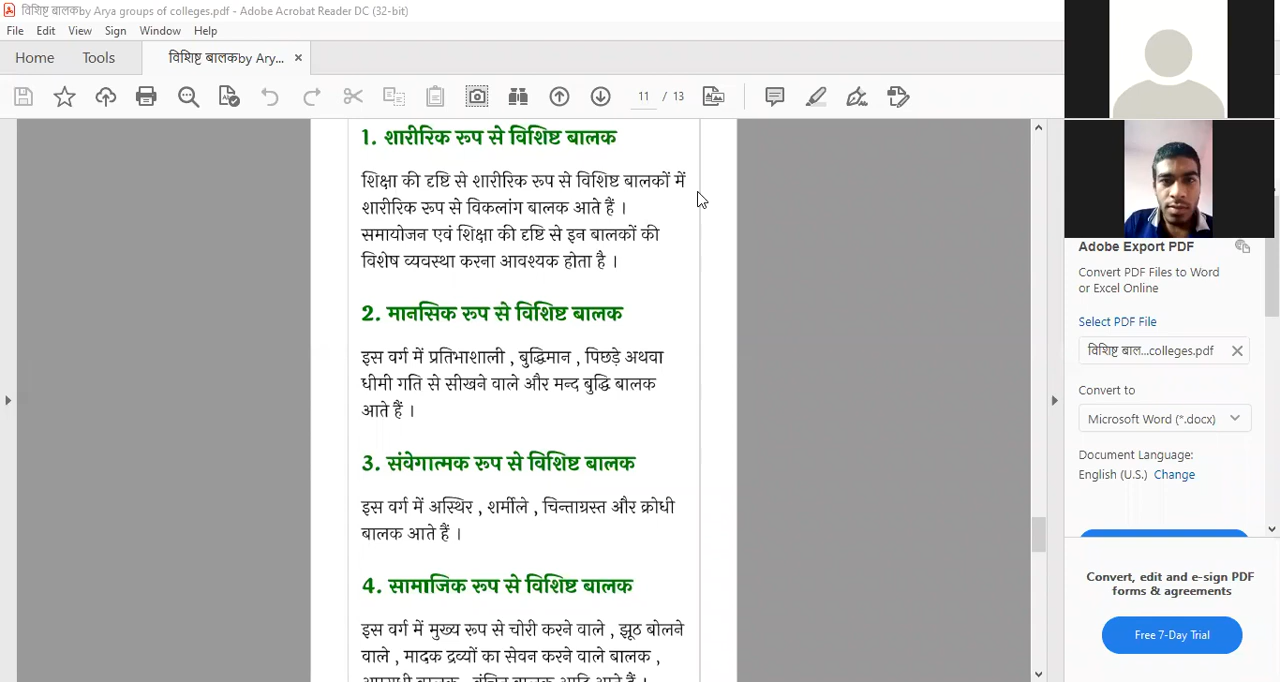 विशिष्ट बालकby Arya groups of colleges.pdf - Adobe Acrobat Reader DC (32-bit)
File Edit View Sign Window Help
Home Tools विशिष्ट बालकby Ary... ×
11 / 13
1. शारीरिक रूप से विशिष्ट बालक
शिक्षा की दृष्टि से शारीरिक रूप से विशिष्ट बालकों में
शारीरिक रूप से विकलांग बालक आते हैं ।
समायोजन एवं शिक्षा की दृष्टि से इन बालकों की
विशेष व्यवस्था करना आवश्यक होता है ।
2. मानसिक रूप से विशिष्ट बालक
इस वर्ग में प्रतिभाशाली , बुद्धिमान , पिछड़े अथवा
धीमी गति से सीखने वाले और मन्द बुद्धि बालक
आते हैं ।
3. संवेगात्मक रूप से विशिष्ट बालक
इस वर्ग में अस्थिर , शर्मीले , चिन्ताग्रस्त और क्रोधी
बालक आते हैं ।
4. सामाजिक रूप से विशिष्ट बालक
इस वर्ग में मुख्य रूप से चोरी करने वाले , झूठ बोलने
वाले , मादक द्रव्यों का सेवन करने वाले बालक ,
Adobe Export PDF
Convert PDF Files to Word
or Excel Online
Select PDF File
विशिष्ट बाल...colleges.pdf
Convert to
Microsoft Word (*.docx)
Document Language:
English (U.S.) Change
Convert, edit and e-sign PDF
forms & agreements
Free 7-Day Trial